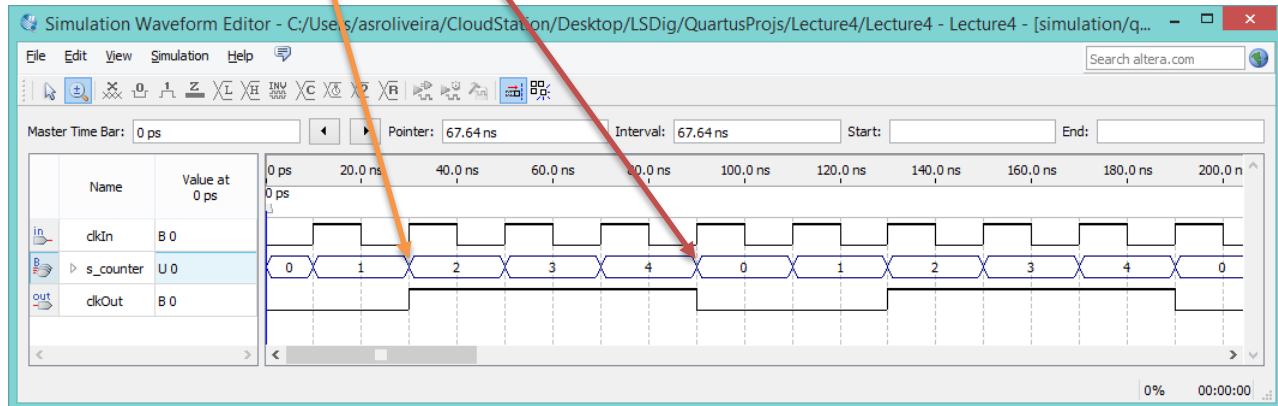 Simulation Waveform Editor - C:/Users/asroliveira/CloudStation/Desktop/LSDig/QuartusProjs/Lecture4/Lecture4 - Lecture4 - [simulation/q...
File Edit View Simulation Help
Search altera.com
Master Time Bar: 0 ps Pointer: 67.64 ns Interval: 67.64 ns Start: End:
Name Value at 0 ps
0 ps 20.0 ns 40.0 ns 60.0 ns 80.0 ns 100.0 ns 120.0 ns 140.0 ns 160.0 ns 180.0 ns 200.0 n
0 ps
in clkIn B 0
B s_counter U 0 0 1 2 3 4 0 1 2 3 4 0
out clkOut B 0
0% 00:00:00